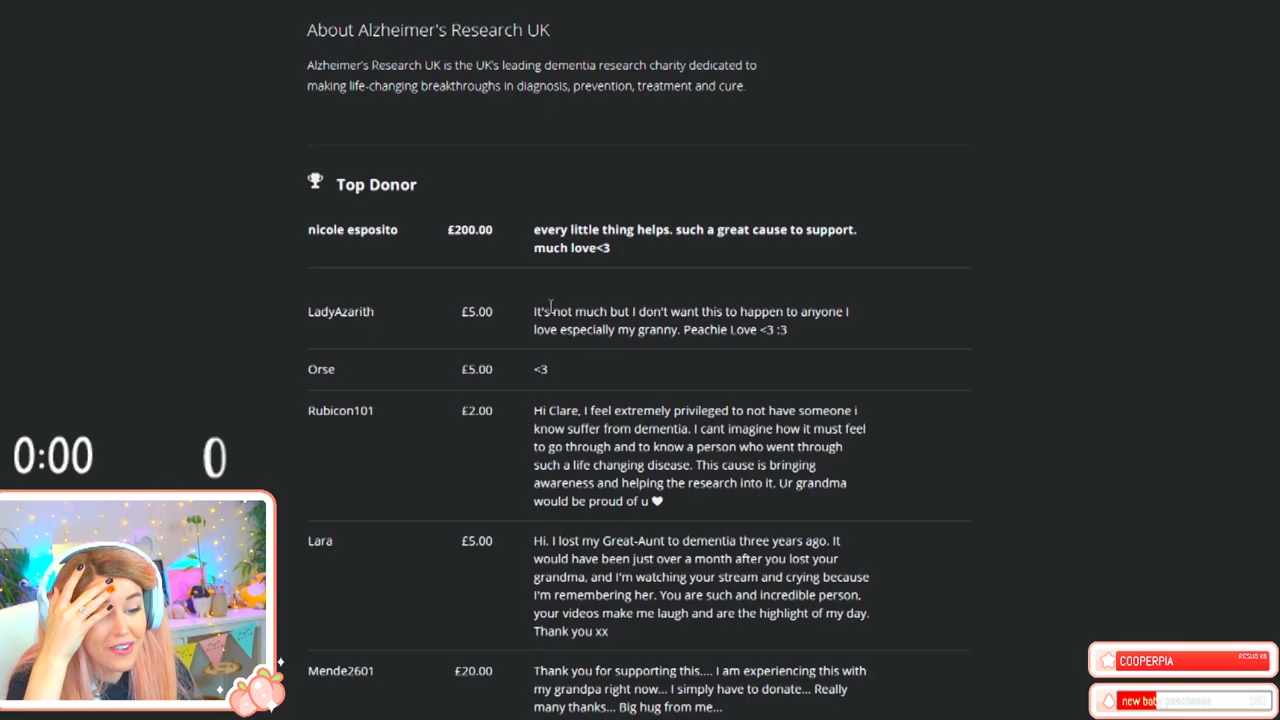 About Alzheimer's Research UK
Alzheimer's Research UK is the UK's leading dementia research charity dedicated to
making life-changing breakthroughs in diagnosis, prevention, treatment and cure.
Top Donor
nicole esposito £200.00 every little thing helps. such a great cause to support.
much love<3
LadyAzarith £5.00 It's not much but I don't want this to happen to anyone I
love especially my granny. Peachie Love <3 :3
Orse £5.00 <3
Rubicon101 £2.00 Hi Clare, I feel extremely privileged to not have someone i
know suffer from dementia. I cant imagine how it must feel
to go through and to know a person who went through
such a life changing disease. This cause is bringing
awareness and helping the research into it. Ur grandma
would be proud of u ♥
0:00 0
Lara £5.00 Hi. I lost my Great-Aunt to dementia three years ago. It
would have been just over a month after you lost your
grandma, and I'm watching your stream and crying because
I'm remembering her. You are such and incredible person,
your videos make me laugh and are the highlight of my day.
Thank you xx
Mende2601 £20.00 Thank you for supporting this.... I am experiencing this with
my grandpa right now... I simply have to donate... Really
many thanks... Big hug from me...
COOPERPIA
new baby peacheess